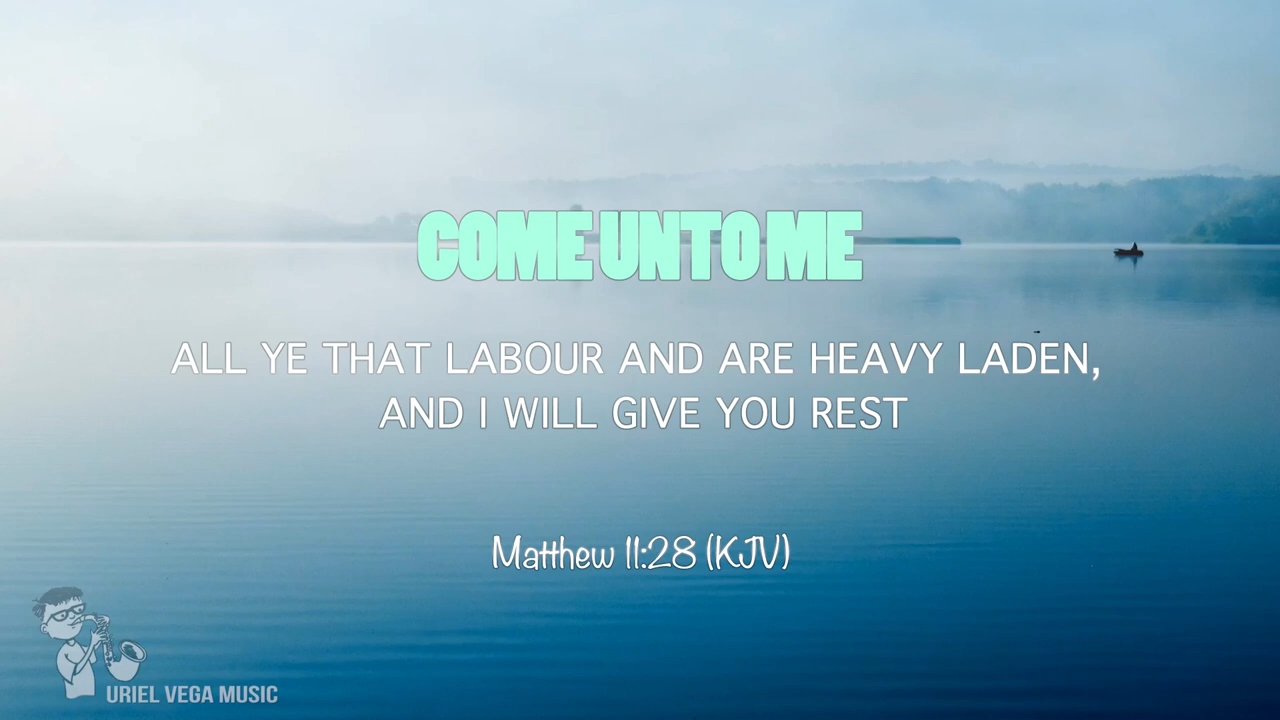 COME UNTO ME
ALL YE THAT LABOUR AND ARE HEAVY LADEN,
AND I WILL GIVE YOU REST
Matthew 11:28 (KJV)
URIEL VEGA MUSIC